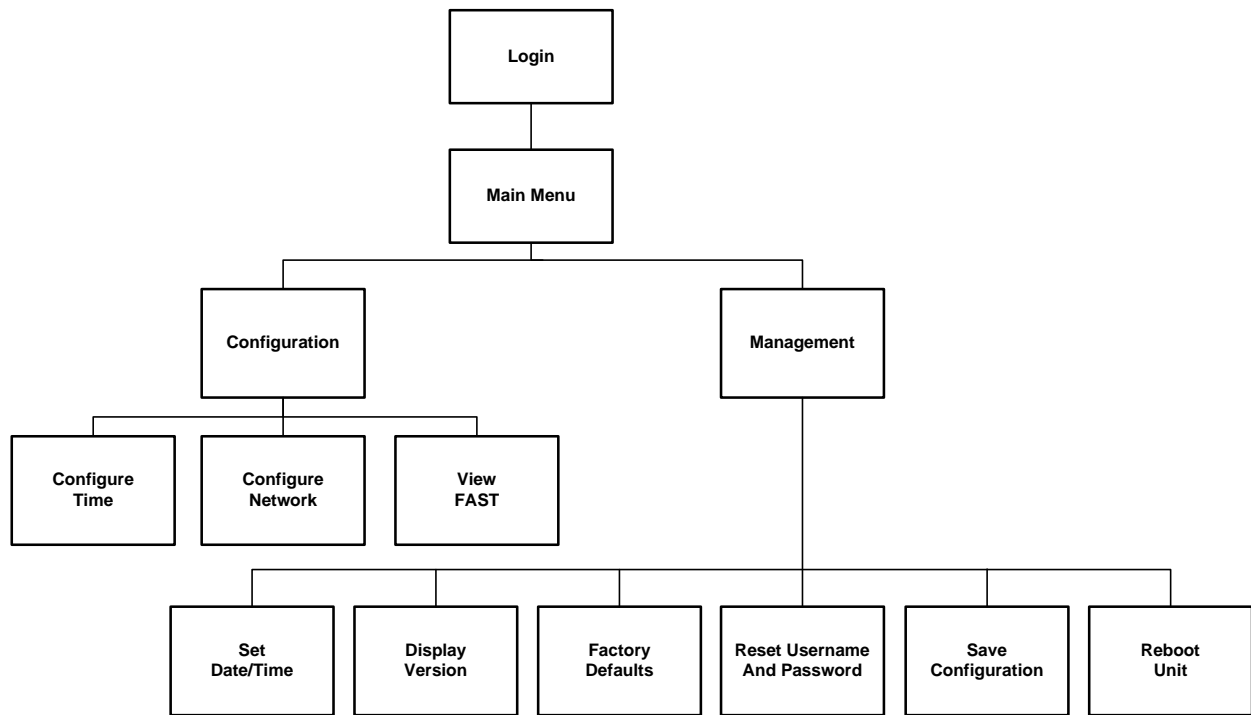 Login
Main Menu
Configuration
Management
Configure
Time
Configure
Network
View
FAST
Set
Date/Time
Display
Version
Factory
Defaults
Reset Username
And Password
Save
Configuration
Reboot
Unit